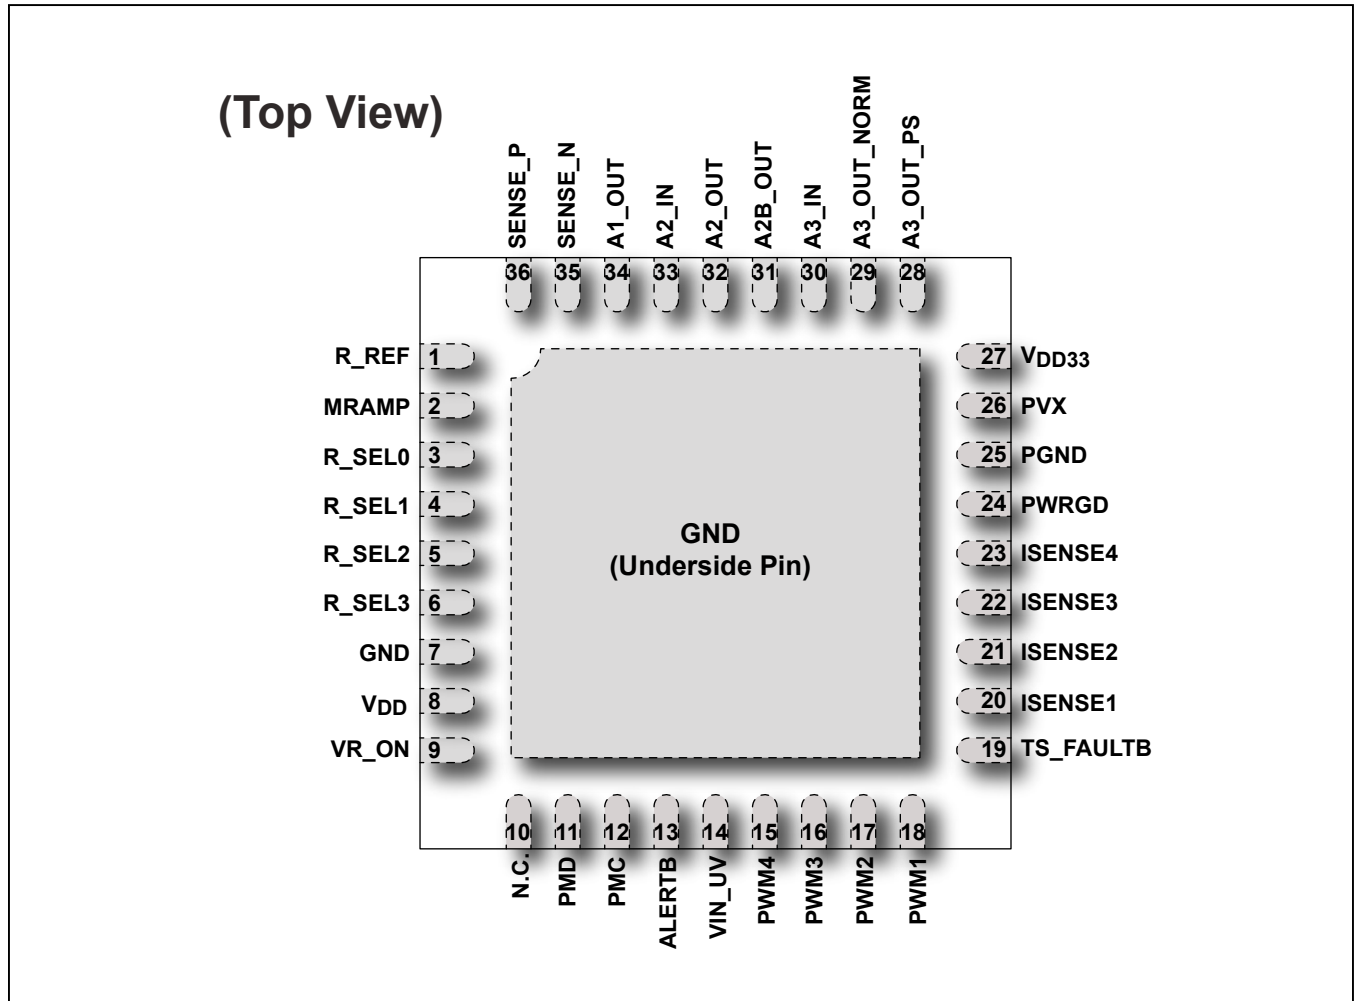 (Top View)
SENSE_P
SENSE_N
A1_OUT
A2_IN
A2_OUT
A2B_OUT
A3_IN
A3_OUT_NORM
A3_OUT_PS
36 35 34 33 32 31 30 29 28
R_REF 1
MRAMP 2
R_SEL0 3
R_SEL1 4
R_SEL2 5
R_SEL3 6
GND 7
VDD 8
VR_ON 9
GND
(Underside Pin)
27 VDD33
26 PVX
25 PGND
24 PWRGD
23 ISENSE4
22 ISENSE3
21 ISENSE2
20 ISENSE1
19 TS_FAULTB
10 11 12 13 14 15 16 17 18
N.C.
PMD
PMC
ALERTB
VIN_UV
PWM4
PWM3
PWM2
PWM1